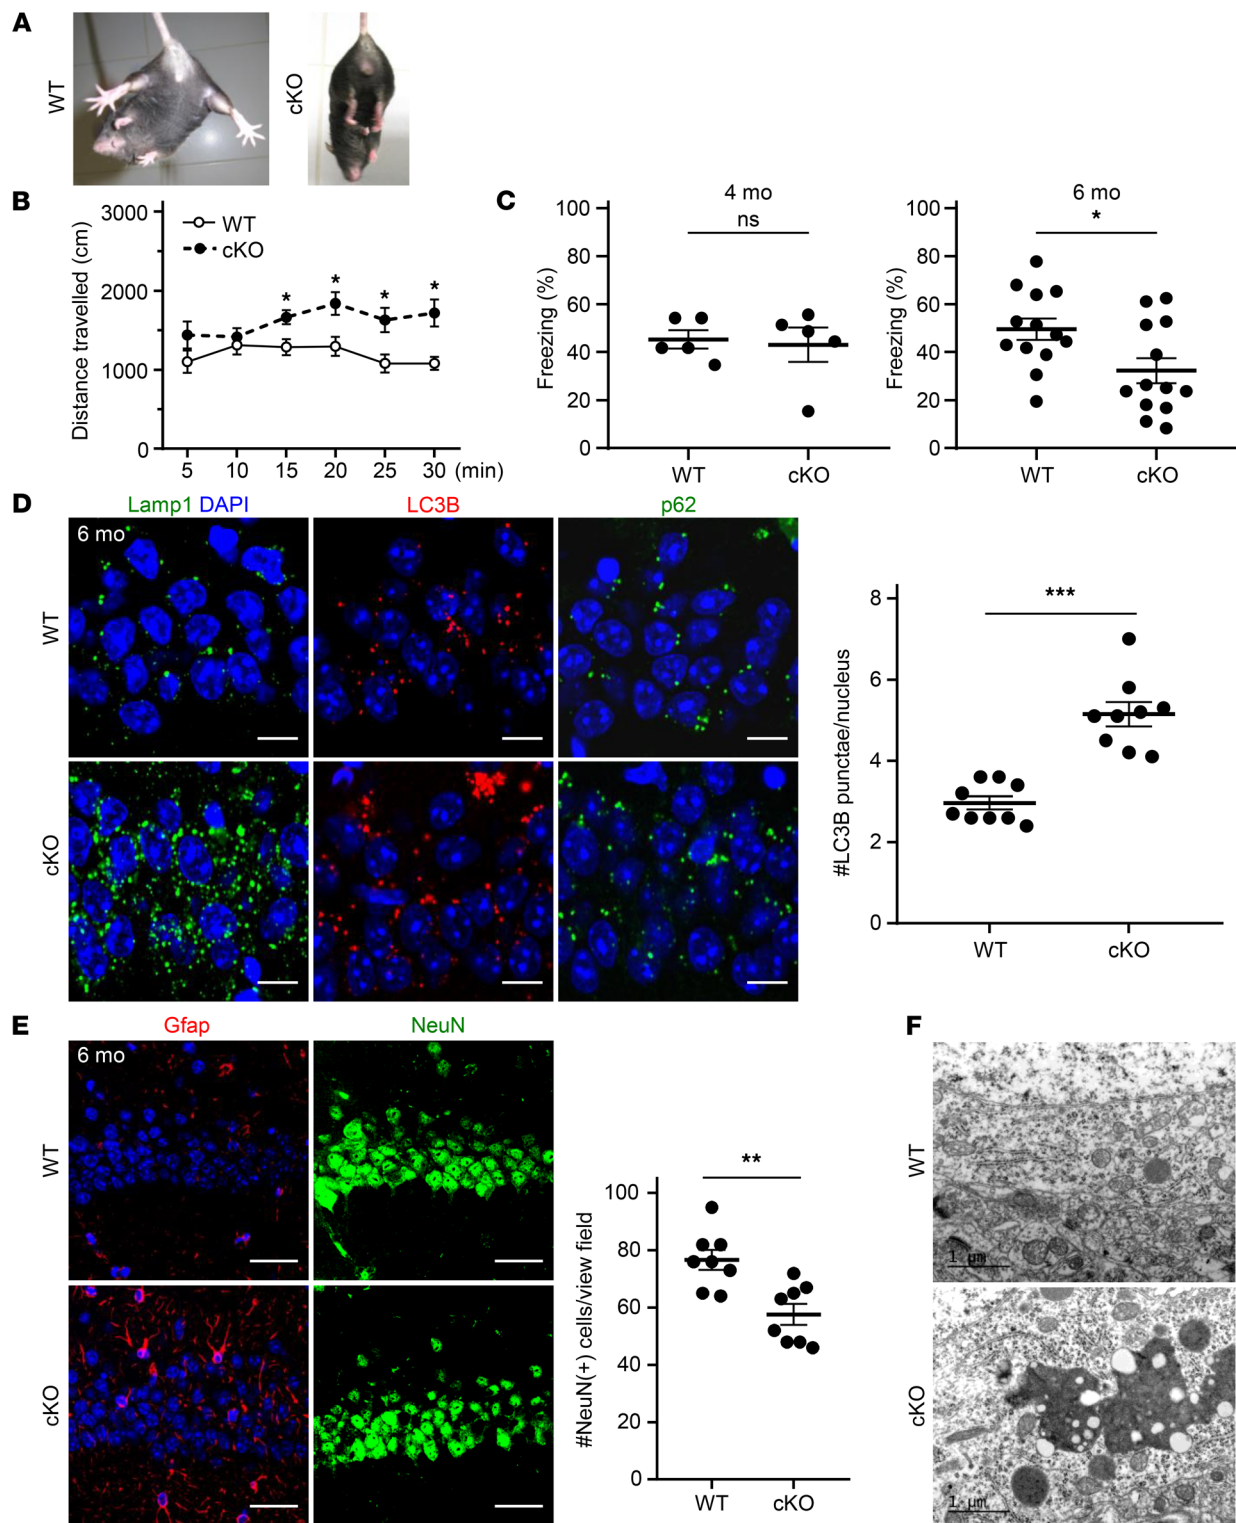 A
WT
cKO
B
Distance travelled (cm)
3000
2000
1000
0
WT
cKO
* * * *
5 10 15 20 25 30 (min)
C
4 mo
ns
Freezing (%)
100
80
60
40
20
0
WT cKO
6 mo
*
Freezing (%)
100
80
60
40
20
0
WT cKO
D
Lamp1 DAPI LC3B p62
6 mo
WT
cKO
***
#LC3B punctae/nucleus
8
6
4
2
0
WT cKO
E
Gfap NeuN
6 mo
WT
cKO
**
#NeuN(+) cells/view field
100
80
60
40
20
0
WT cKO
F
WT
1 µm
cKO
1 µm